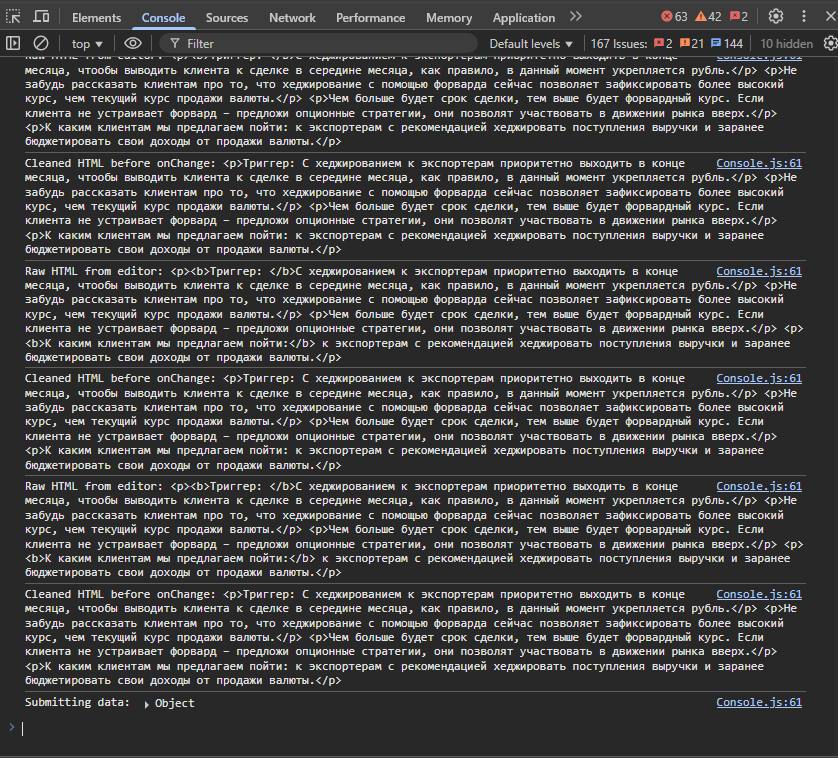 Elements Console Sources Network Performance Memory Application 63 42 2
top Filter Default levels 167 Issues: 2 21 144 10 hidden
Raw HTML from editor: <p><b>Триггер: </b>С хеджированием к экспортерам приоритетно выходить в конце Console.js:61
месяца, чтообы выводить клиента к сделке в середине месяца, как правило, в данный момент укрепляется рубль.</p> <p>Не
забудь рассказать клиентам про то, что хеджирование с помощью форварда сейчас позволяет зафиксировать более высокий
курс, чем текущий курс продажи валюты.</p> <p>Чем больше будет срок сделки, тем выше будет форвардный курс. Если
клиента не устраивает форвард – предложи опционные стратегии, они позволят участвовать в движении рынка вверх.</p>
<p>К каким клиентам мы предлагаем пойти: к экспортерам с рекомендацией хеджировать поступления выручки и заранее
бюджетировать свои доходы от продажи валюты.</p>
Cleaned HTML before onChange: <p>Триггер: С хеджированием к экспортерам приоритетно выходить в конце Console.js:61
месяца, чтообы выводить клиента к сделке в середине месяца, как правило, в данный момент укрепляется рубль.</p> <p>Не
забудь рассказать клиентам про то, что хеджирование с помощью форварда сейчас позволяет зафиксировать более высокий
курс, чем текущий курс продажи валюты.</p> <p>Чем больше будет срок сделки, тем выше будет форвардный курс. Если
клиента не устраивает форвард – предложи опционные стратегии, они позволят участвовать в движении рынка вверх.</p>
<p>К каким клиентам мы предлагаем пойти: к экспортерам с рекомендацией хеджировать поступления выручки и заранее
бюджетировать свои доходы от продажи валюты.</p>
Raw HTML from editor: <p><b>Триггер: </b>С хеджированием к экспортерам приоритетно выходить в конце Console.js:61
месяца, чтообы выводить клиента к сделке в середине месяца, как правило, в данный момент укрепляется рубль.</p> <p>Не
забудь рассказать клиентам про то, что хеджирование с помощью форварда сейчас позволяет зафиксировать более высокий
курс, чем текущий курс продажи валюты.</p> <p>Чем больше будет срок сделки, тем выше будет форвардный курс. Если
клиента не устраивает форвард – предложи опционные стратегии, они позволят участвовать в движении рынка вверх.</p> <p>
<b>К каким клиентам мы предлагаем пойти:</b> к экспортерам с рекомендацией хеджировать поступления выручки и заранее
бюджетировать свои доходы от продажи валюты.</p>
Cleaned HTML before onChange: <p>Триггер: С хеджированием к экспортерам приоритетно выходить в конце Console.js:61
месяца, чтообы выводить клиента к сделке в середине месяца, как правило, в данный момент укрепляется рубль.</p> <p>Не
забудь рассказать клиентам про то, что хеджирование с помощью форварда сейчас позволяет зафиксировать более высокий
курс, чем текущий курс продажи валюты.</p> <p>Чем больше будет срок сделки, тем выше будет форвардный курс. Если
клиента не устраивает форвард – предложи опционные стратегии, они позволят участвовать в движении рынка вверх.</p>
<p>К каким клиентам мы предлагаем пойти: к экспортерам с рекомендацией хеджировать поступления выручки и заранее
бюджетировать свои доходы от продажи валюты.</p>
Raw HTML from editor: <p><b>Триггер: </b>С хеджированием к экспортерам приоритетно выходить в конце Console.js:61
месяца, чтообы выводить клиента к сделке в середине месяца, как правило, в данный момент укрепляется рубль.</p> <p>Не
забудь рассказать клиентам про то, что хеджирование с помощью форварда сейчас позволяет зафиксировать более высокий
курс, чем текущий курс продажи валюты.</p> <p>Чем больше будет срок сделки, тем выше будет форвардный курс. Если
клиента не устраивает форвард – предложи опционные стратегии, они позволят участвовать в движении рынка вверх.</p> <p>
<b>К каким клиентам мы предлагаем пойти:</b> к экспортерам с рекомендацией хеджировать поступления выручки и заранее
бюджетировать свои доходы от продажи валюты.</p>
Cleaned HTML before onChange: <p>Триггер: С хеджированием к экспортерам приоритетно выходить в конце Console.js:61
месяца, чтообы выводить клиента к сделке в середине месяца, как правило, в данный момент укрепляется рубль.</p> <p>Не
забудь рассказать клиентам про то, что хеджирование с помощью форварда сейчас позволяет зафиксировать более высокий
курс, чем текущий курс продажи валюты.</p> <p>Чем больше будет срок сделки, тем выше будет форвардный курс. Если
клиента не устраивает форвард – предложи опционные стратегии, они позволят участвовать в движении рынка вверх.</p>
<p>К каким клиентам мы предлагаем пойти: к экспортерам с рекомендацией хеджировать поступления выручки и заранее
бюджетировать свои доходы от продажи валюты.</p>
Submitting data: Object Console.js:61